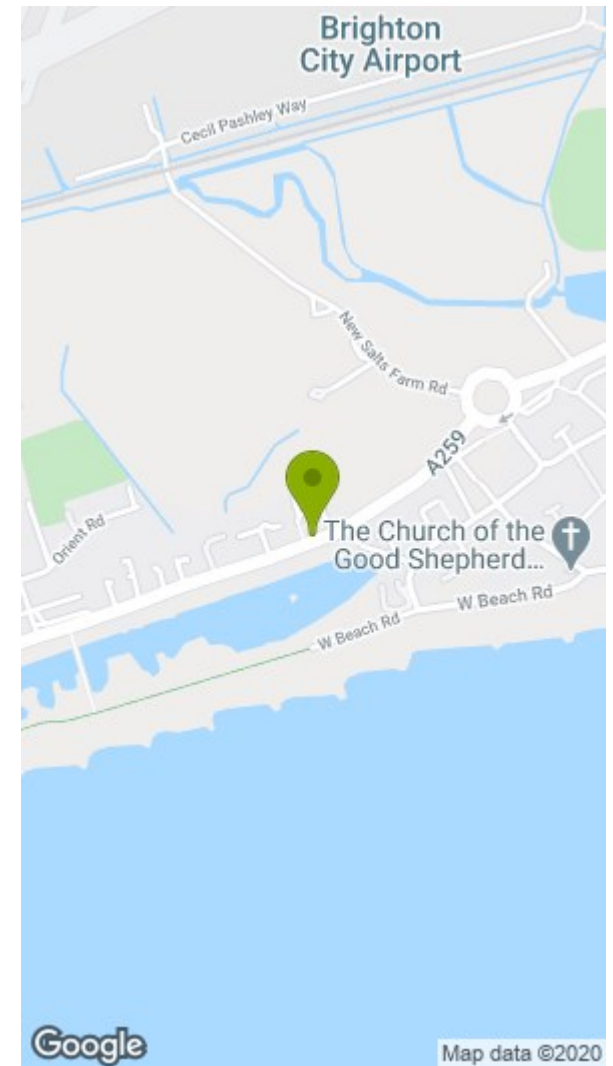 Brighton
City Airport
Cecil Pashley Way
New Salts Farm Rd
A259
Orient Rd
The Church of the
Good Shepherd...
W Beach Rd
W Beach Rd
Google
Map data ©2020